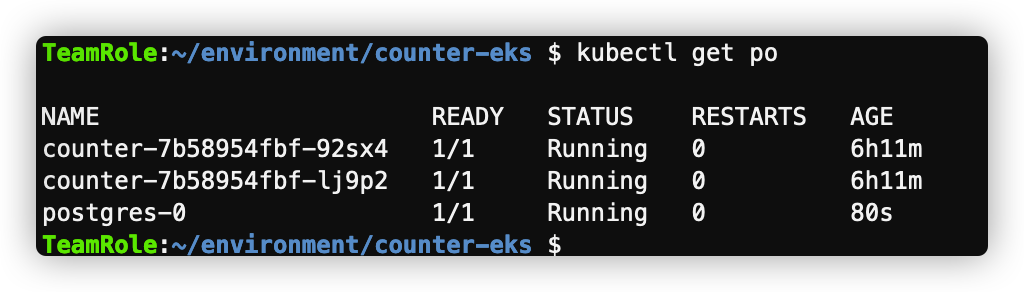 TeamRole:~/environment/counter-eks $ kubectl get po
NAME READY STATUS RESTARTS AGE
counter-7b58954fbf-92sx4 1/1 Running 0 6h11m
counter-7b58954fbf-lj9p2 1/1 Running 0 6h11m
postgres-0 1/1 Running 0 80s
TeamRole:~/environment/counter-eks $